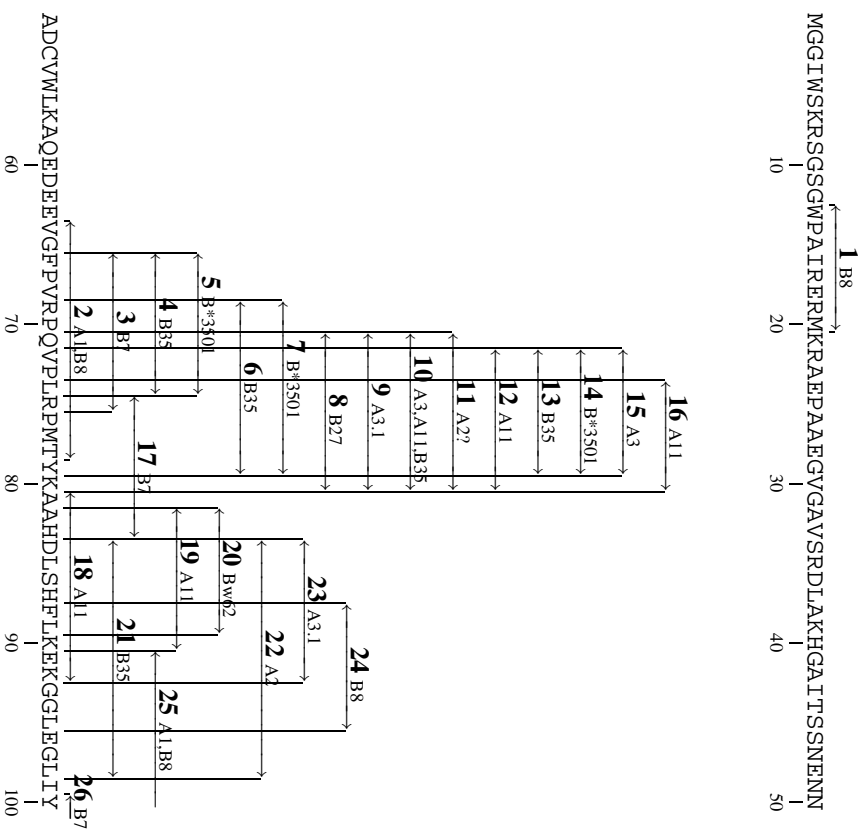 1 B8
MGGIWSKRSGSGWPAIRERMKRAEPAAEGVGAVSRDLAKHGAITSSNENN
10 20 30 40 50
16 A11
15 A3
14 B*3501
13 B35
12 A11
11 A2?
10 A3,A11,B35
9 A3.1
24 B8
8 B27
23 A3.1
7 B*3501
22 A2
6 B35
20 Bw62
5 B*3501
19 A11
4 B35
25 A1,B8
17 B7
3 B7
21 B35
2 A1,B8
18 A11
26 B7
ADCVWLKAQEDEEVGFPVRPQVPLRPMTYKAAHDLSHFLKEKGGLEGLIY
60 70 80 90 100